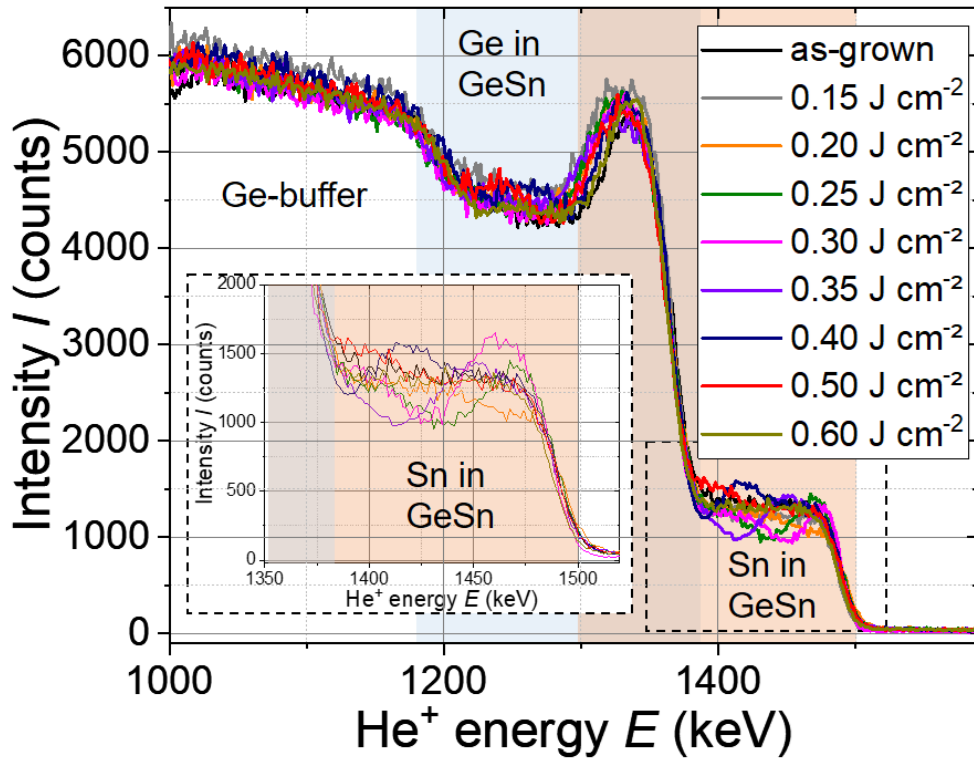 6000
5000
4000
3000
2000
1000
0
Intensity I / (counts)
1000
1200
1400
He⁺ energy E (keV)
Ge in
GeSn
Ge-buffer
Sn in
GeSn
as-grown
0.15 J cm⁻²
0.20 J cm⁻²
0.25 J cm⁻²
0.30 J cm⁻²
0.35 J cm⁻²
0.40 J cm⁻²
0.50 J cm⁻²
0.60 J cm⁻²
2000
1500
1000
500
0
Intensity I (counts)
Sn in
GeSn
1350
1400
1450
1500
He⁺ energy E (keV)